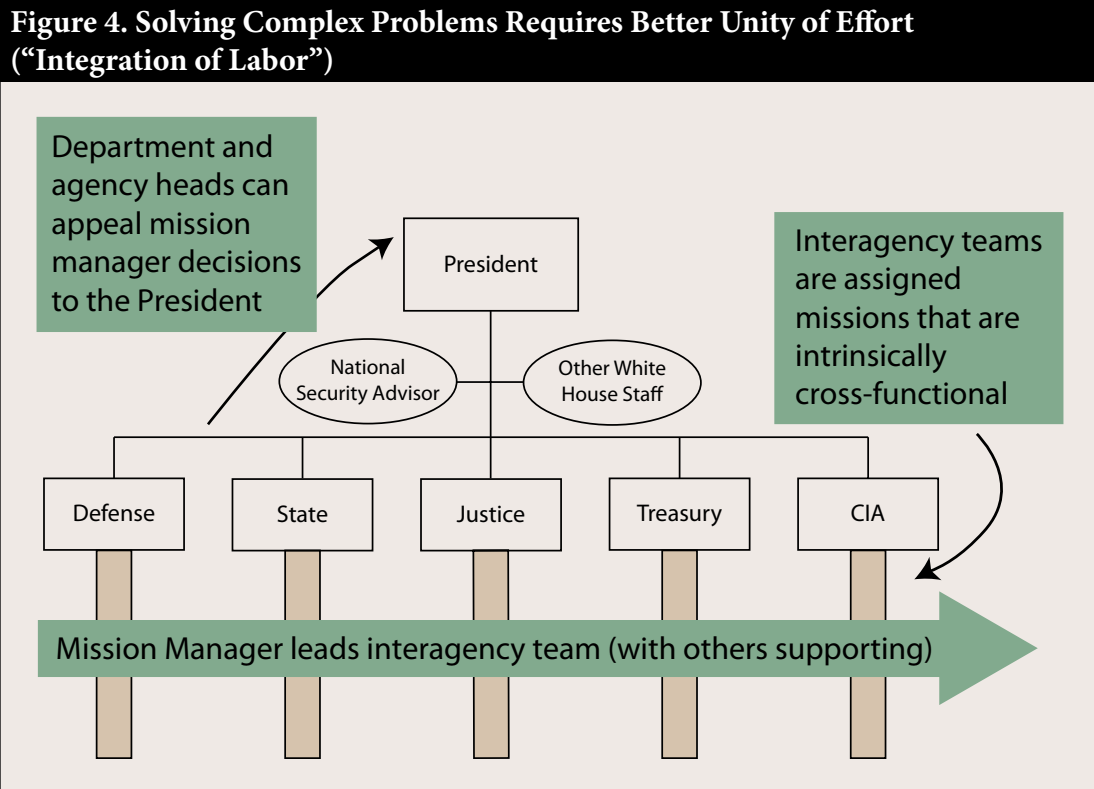 Figure 4. Solving Complex Problems Requires Better Unity of Effort
(“Integration of Labor”)
Department and
agency heads can
appeal mission
manager decisions
to the President
President
Interagency teams
are assigned
missions that are
intrinsically
cross-functional
National
Security Advisor
Other White
House Staff
Defense
State
Justice
Treasury
CIA
Mission Manager leads interagency team (with others supporting)